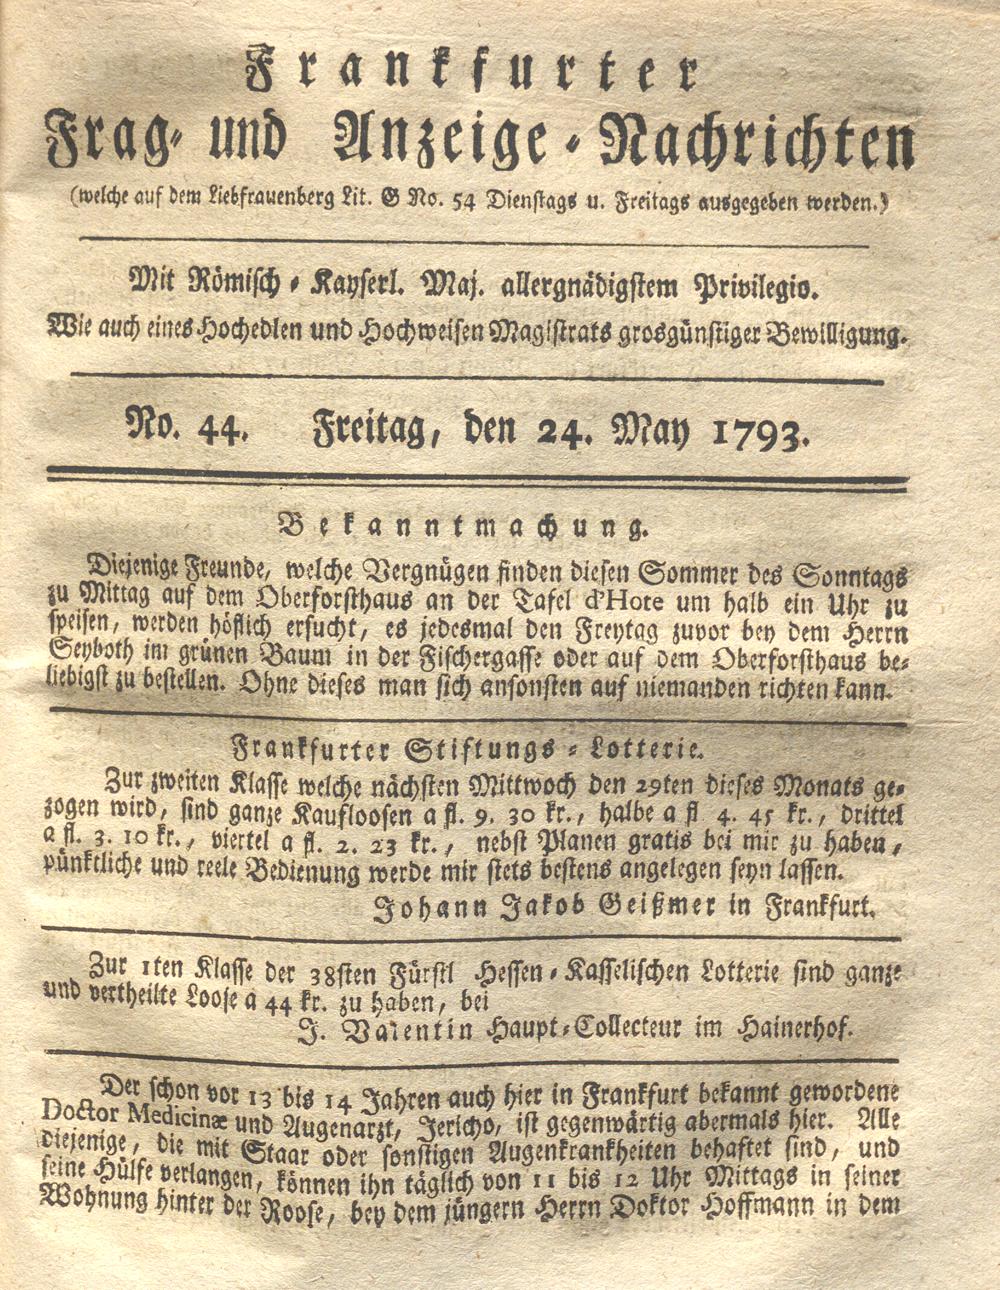 Frankfurter
Frag- und Anzeige-Nachrichten
(welche auf dem Liebfrauenberg Lit. G No. 54 Dienstags u. Freitags ausgegeben werden.)
Mit Römisch-Kayserl. Maj. allergnädigstem Privilegio.
Wie auch eines Hochedlen und Hochweisen Magistrats grosgünstiger Bewilligung.
No. 44. Freitag, den 24. May 1793.
Bekanntmachung.
Diejenige Freunde, welche Vergnügen finden diesen Sommer des Sonntags
zu Mittag auf dem Oberforsthaus an der Tafel d'Hote um halb ein Uhr zu
speisen, werden höflich ersucht, es jedesmal den Freytag zuvor bey dem Herrn
Seyboth im grünen Baum in der Fischergasse oder auf dem Oberforsthaus be-
liebigst zu bestellen. Ohne dieses man sich ansonsten auf niemanden richten kann.
Frankfurter Stiftungs-Lotterie.
Zur zweiten Klasse welche nächsten Mittwoch den 29ten dieses Monats ge-
zogen wird, sind ganze Kaufloosen a fl. 9. 30 kr., halbe a fl 4. 45 kr., drittel
a fl. 3. 10 kr., viertel a fl. 2. 23 kr., nebst Planen gratis bei mir zu haben,
pünktliche und reele Bedienung werde mir stets bestens angelegen seyn lassen.
Johann Jakob Geißmer in Frankfurt.
Zur 1ten Klasse der 38sten Fürstl Hessen-Kasselischen Lotterie sind ganze
und vertheilte Loose a 44 kr. zu haben, bei
J. Valentin Haupt-Collecteur im Hainerhof.
Der schon vor 13 bis 14 Jahren auch hier in Frankfurt bekannt gewordene
Doctor Medicinæ und Augenarzt, Jericho, ist gegenwärtig abermals hier. Alle
diejenige, die mit Staar oder sonstigen Augenkrankheiten behaftet sind, und
seine Hülfe verlangen, können ihn täglich von 11 bis 12 Uhr Mittags in seiner
Wohnung hinter der Roose, bey dem jüngern Herrn Doktor Hoffmann in dem